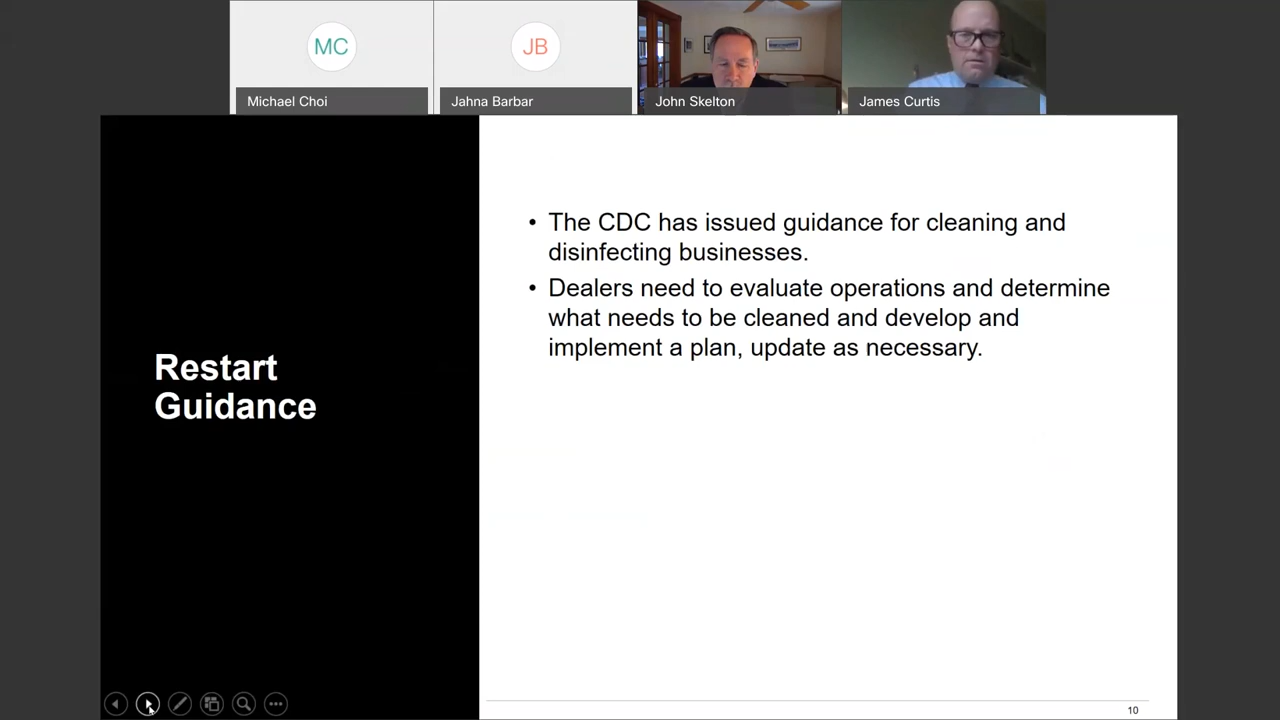 MC
JB
Michael Choi
Jahna Barbar
John Skelton
James Curtis
Restart
Guidance
• The CDC has issued guidance for cleaning and
disinfecting businesses.
• Dealers need to evaluate operations and determine
what needs to be cleaned and develop and
implement a plan, update as necessary.
10